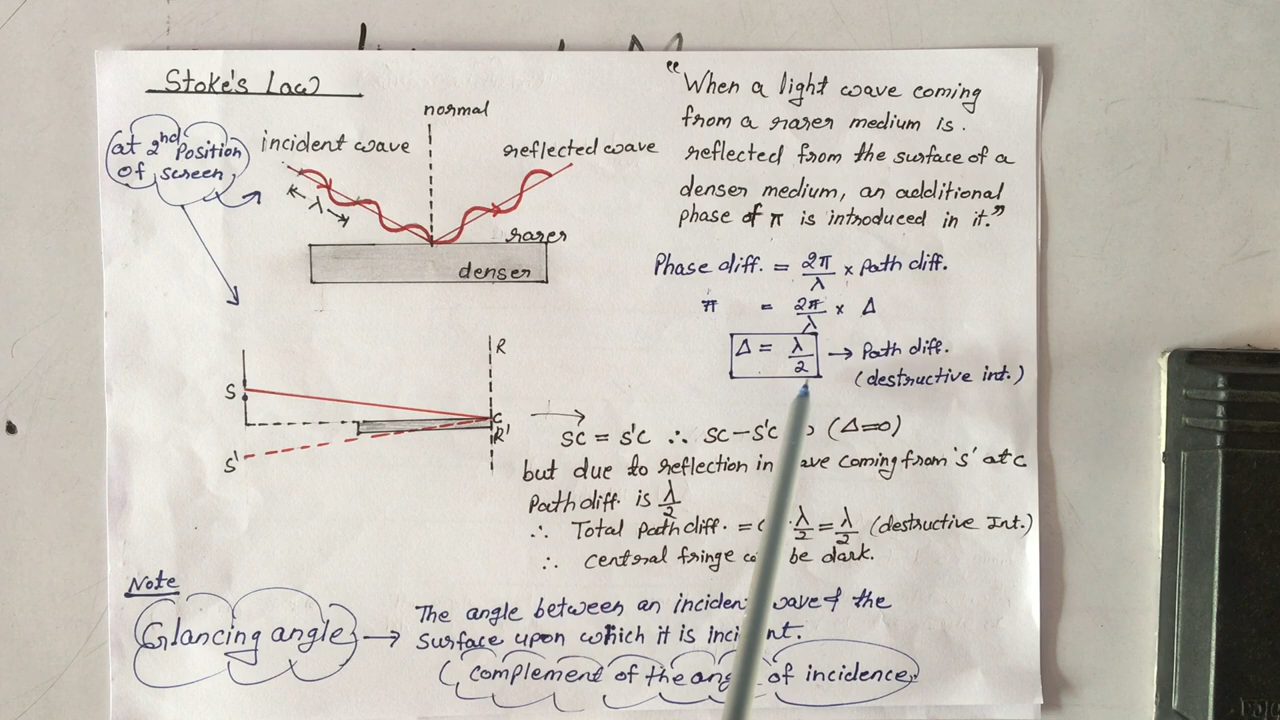 Stoke's Law
at 2nd Position
of screen
normal
incident wave
reflected wave
λ
rarer
denser
"When a light wave coming
from a rarer medium is.
reflected from the surface of a
denser medium, an additional
phase of π is introduced in it."
Phase diff. = 2π/λ × Path diff.
π = 2π/λ × Δ
Δ = λ/2 → Path diff.
(destructive int.)
R
S
C
R'
S'
SC = S'C ∴ SC-S'C (Δ=0)
but due to reflection in coming from 'S' at C
Path diff. is λ/2
∴ Total path diff. = λ/2 = λ/2 (destructive Int.)
∴ central fringe be dark.
Note
Glancing angle →
The angle between an incident wave & the
surface upon which it is incident.
(complement of the angle of incidence)